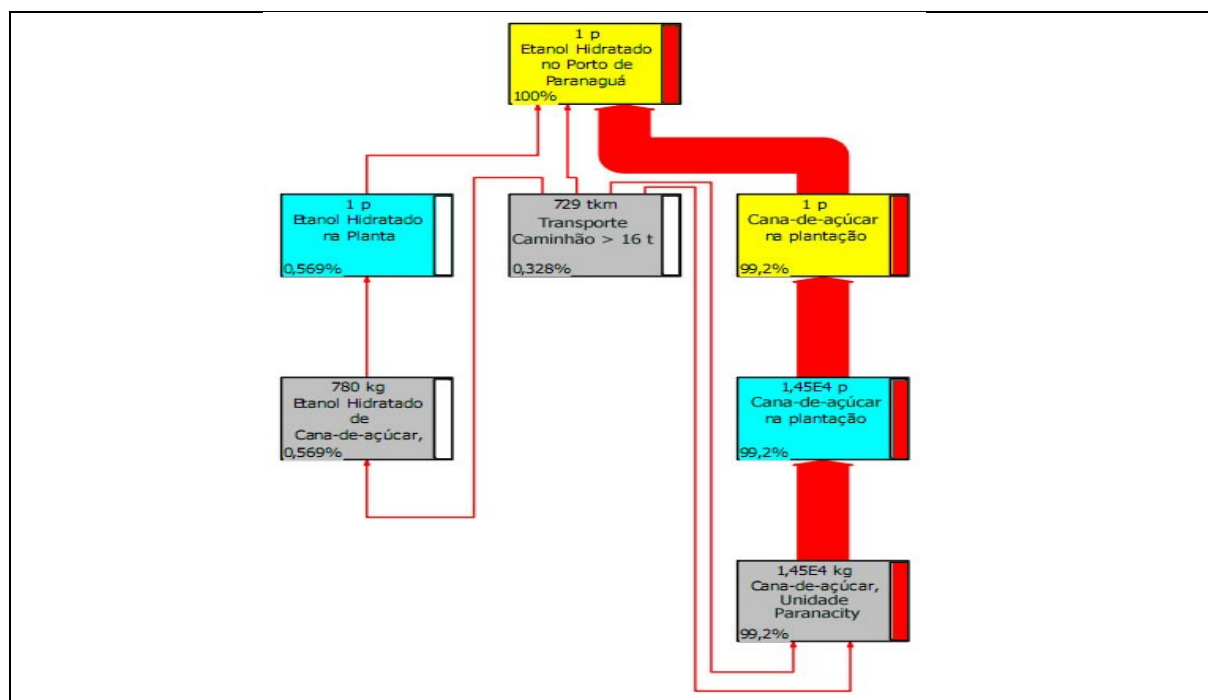 1 p
Etanol Hidratado
no Porto de
Paranaguá
100%
1 p
Etanol Hidratado
na Planta
0,569%
729 tkm
Transporte
Caminhão > 16 t
0,328%
1 p
Cana-de-açúcar
na plantação
99,2%
780 kg
Etanol Hidratado
de
Cana-de-açúcar,
0,569%
1,45E4 p
Cana-de-açúcar
na plantação
99,2%
1,45E4 kg
Cana-de-açúcar,
Unidade
Paranacity
99,2%